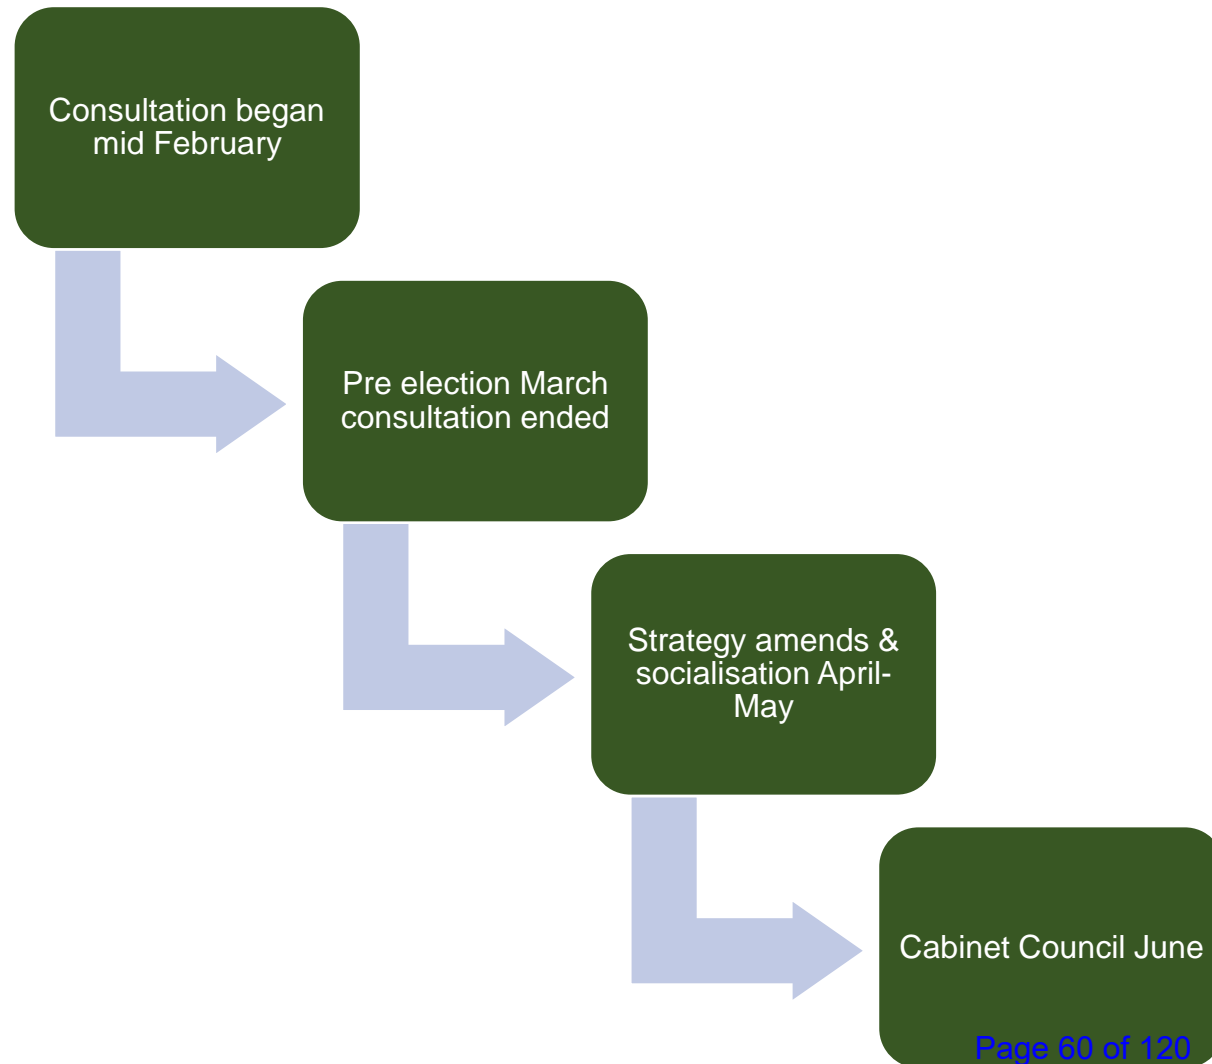 Consultation began
mid February
Pre election March
consultation ended
Strategy amends &
socialisation April-
May
Cabinet Council June
Page 60 of 120